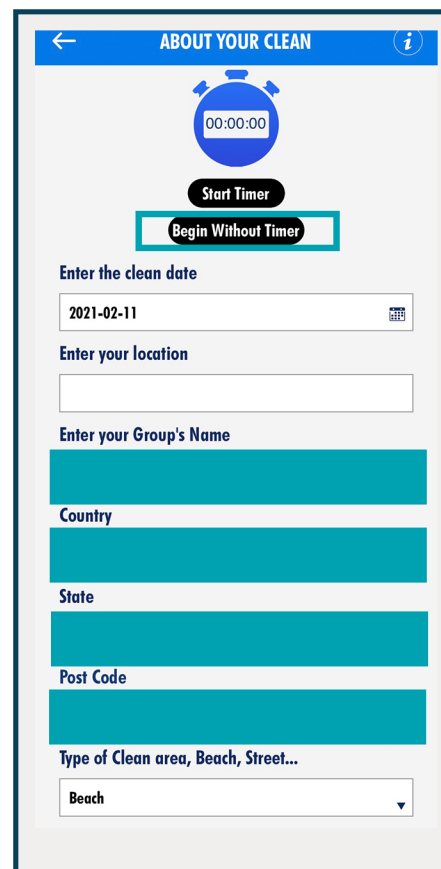 ABOUT YOUR CLEAN
00:00:00
Start Timer
Begin Without Timer
Enter the clean date
2021-02-11
Enter your location
Enter your Group's Name
Country
State
Post Code
Type of Clean area, Beach, Street...
Beach